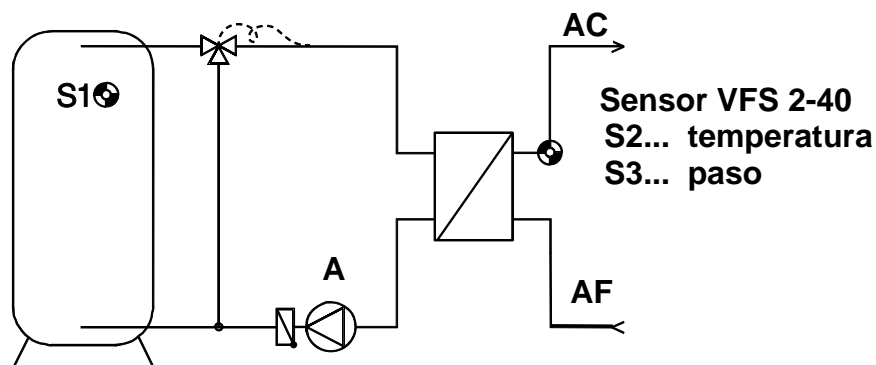 AC
S1
Sensor VFS 2-40
S2... temperatura
S3... paso
A
AF